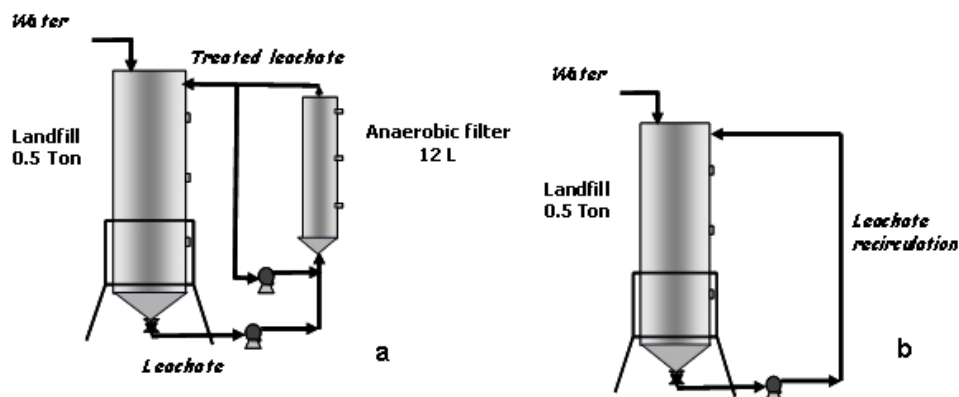 Water
Treated leachate
Landfill
0.5 Ton
Anaerobic filter
12 L
Leachate
a
Water
Landfill
0.5 Ton
Leachate
recirculation
b